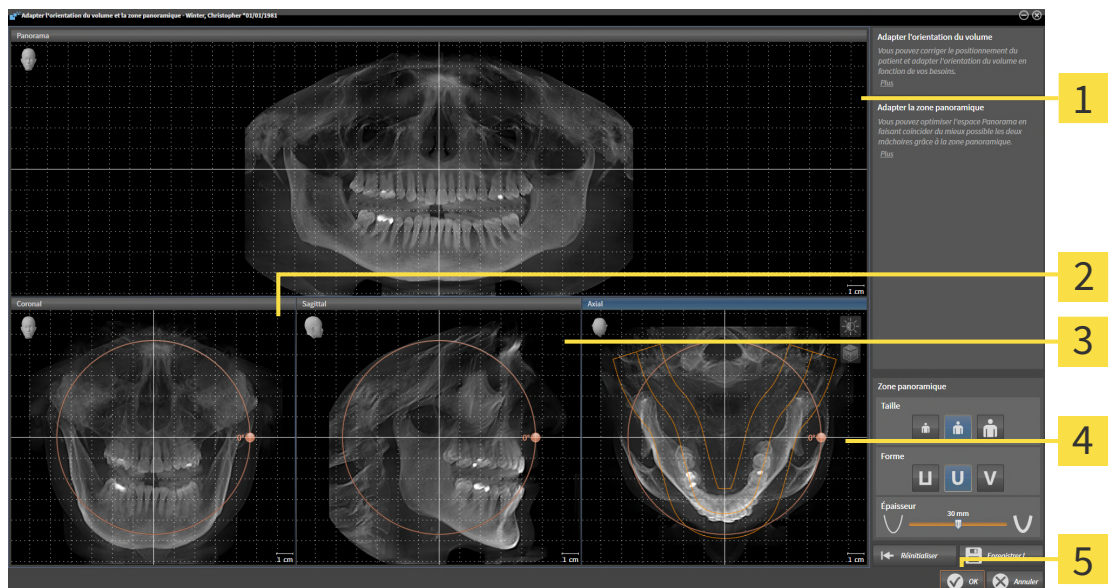 Adapter l'orientation du volume et la zone panoramique - Winter, Christopher *01/01/1981
Panorama
1 cm
Coronal
Sagittal
Axial
0°
0°
0°
1 cm
1 cm
1 cm
Adapter l'orientation du volume
Vous pouvez corriger le positionnement du
patient et adapter l'orientation du volume en
fonction de vos besoins.
Plus
Adapter la zone panoramique
Vous pouvez optimiser l'espace Panorama en
faisant coïncider du mieux possible les deux
mâchoires grâce à la zone panoramique.
Plus
Zone panoramique
Taille
Forme
U
V
Épaisseur
30 mm
Réinitialiser
Enregistrer!
OK
Annuler
1
2
3
4
5